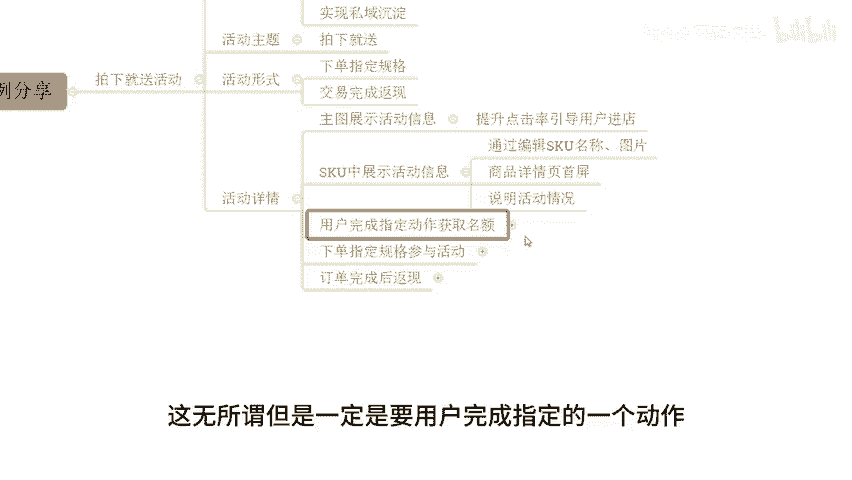 实现私域沉淀
活动主题
拍下就送
例分享
拍下就送活动
活动形式
下单指定规格
交易完成返现
主图展示活动信息
提升点击率引导用户进店
通过编辑SKU名称、图片
SKU中展示活动信息
商品详情页首屏
活动详情
说明活动情况
用户完成指定动作获取名额
下单指定规格参与活动
订单完成后返现
bilibili
这无所谓但是一定是要用户完成指定的一个动作